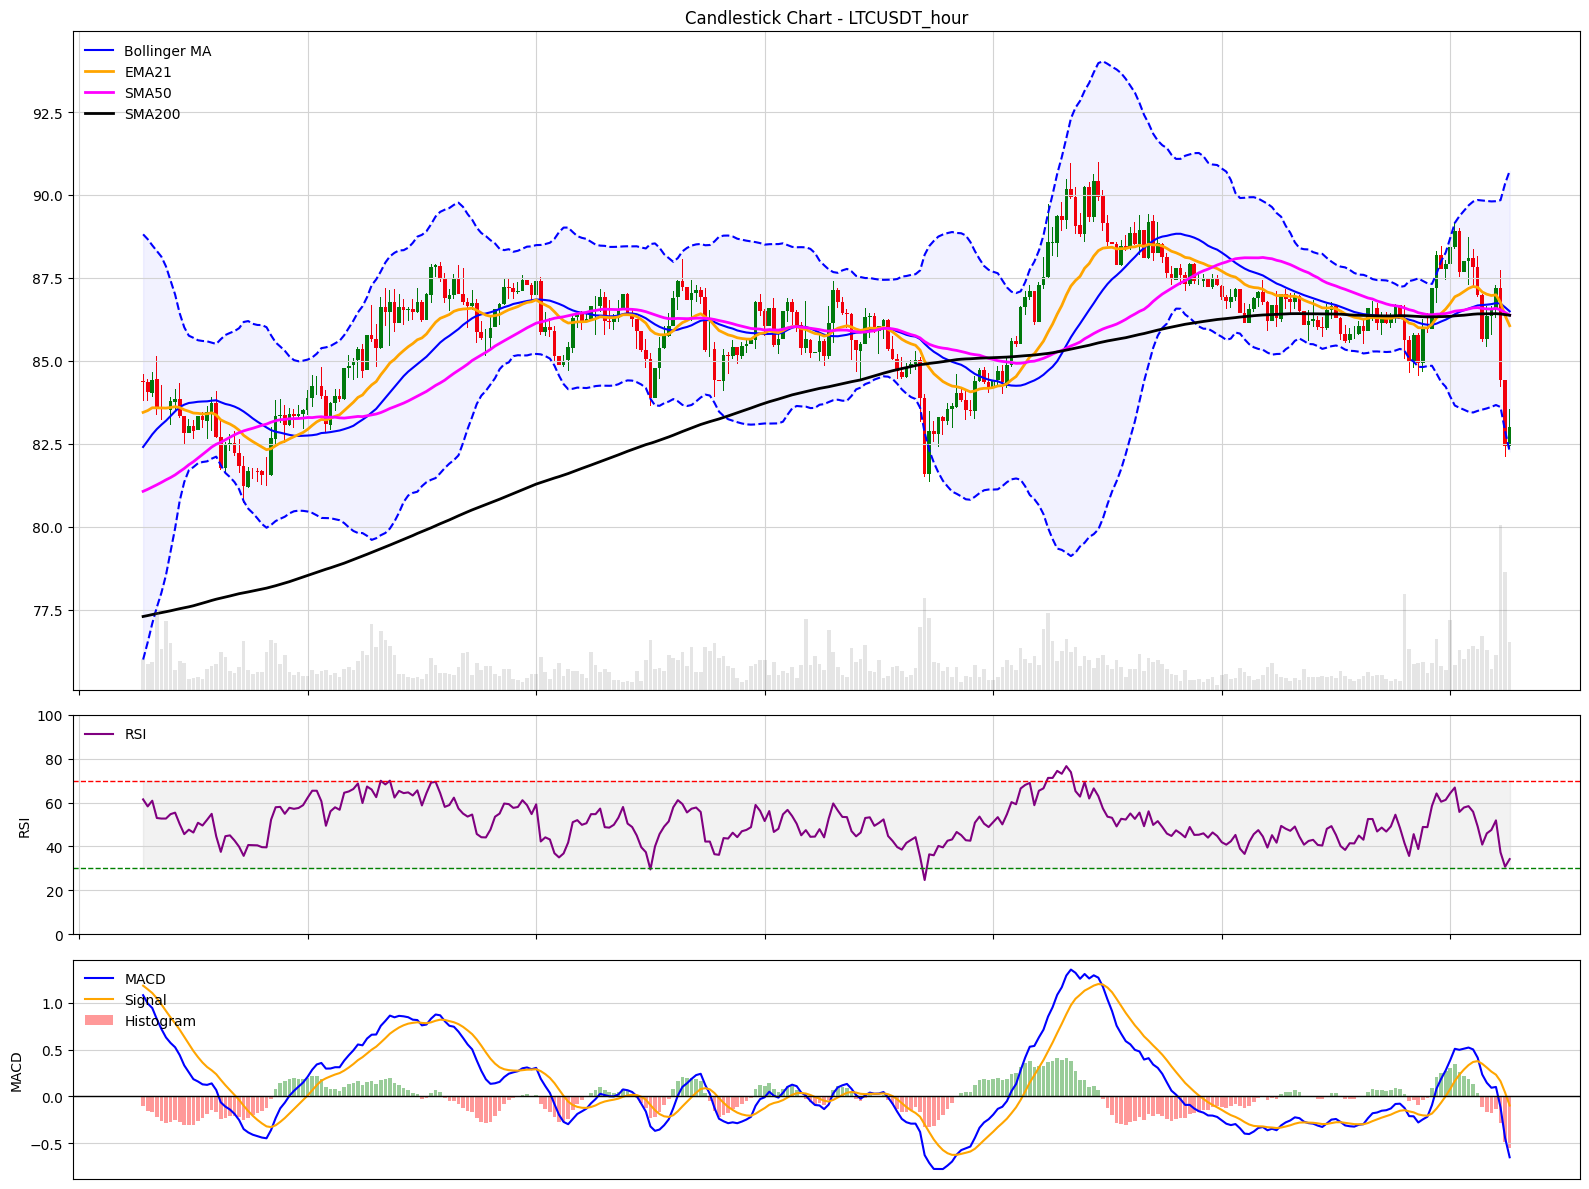 Candlestick Chart - LTCUSDT_hour
Bollinger MA
EMA21
SMA50
SMA200
92.5
90.0
87.5
85.0
82.5
80.0
77.5
RSI
100
80
60
40
20
0
RSI
MACD
Signal
Histogram
1.0
0.5
0.0
−0.5
MACD